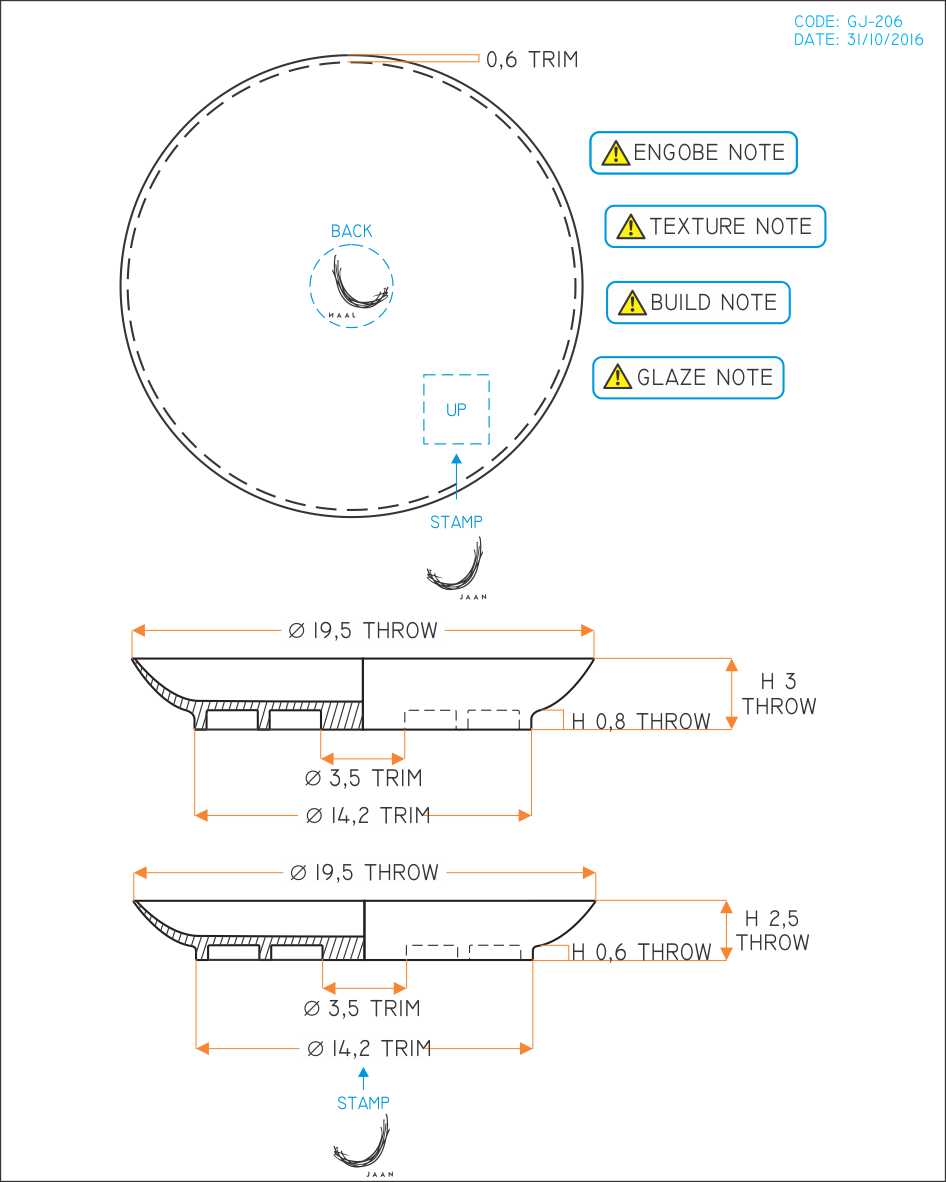 CODE: GJ-206
DATE: 31/10/2016
0,6 TRIM
ENGOBE NOTE
TEXTURE NOTE
BUILD NOTE
GLAZE NOTE
BACK
UP
STAMP
JAAN
Ø 19,5 THROW
H 3
THROW
H 0,8 THROW
Ø 3,5 TRIM
Ø 14,2 TRIM
Ø 19,5 THROW
H 2,5
THROW
H 0,6 THROW
Ø 3,5 TRIM
Ø 14,2 TRIM
STAMP
JAAN